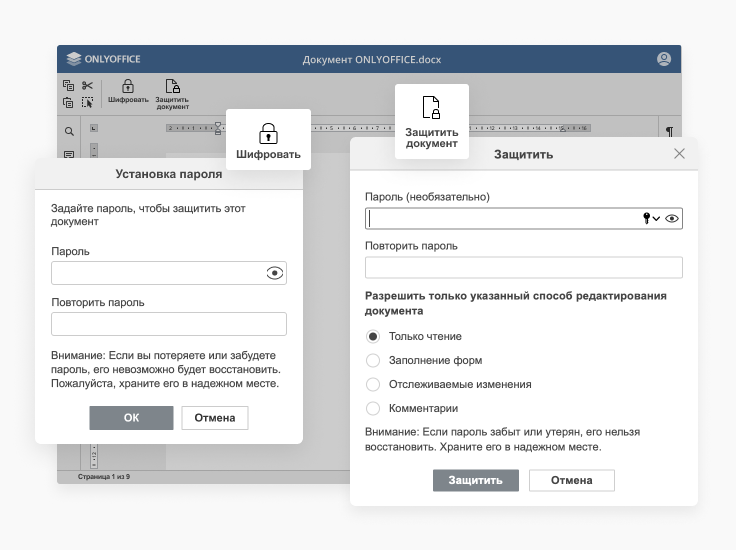 ONLYOFFICE
Документ ONLYOFFICE.docx
Шифровать
Защитить
документ
Шифровать
Защитить
документ
Установка пароля
Задайте пароль, чтобы защитить этот
документ
Пароль
Повторить пароль
Внимание: Если вы потеряете или забудете
пароль, его невозможно будет восстановить.
Пожалуйста, храните его в надежном месте.
ОК
Отмена
Защитить
Пароль (необязательно)
Повторить пароль
Разрешить только указанный способ редактирования
документа
Только чтение
Заполнение форм
Отслеживаемые изменения
Комментарии
Внимание: Если пароль забыт или утерян, его нельзя
восстановить. Храните его в надежном месте.
Защитить
Отмена
Страница 1 из 9